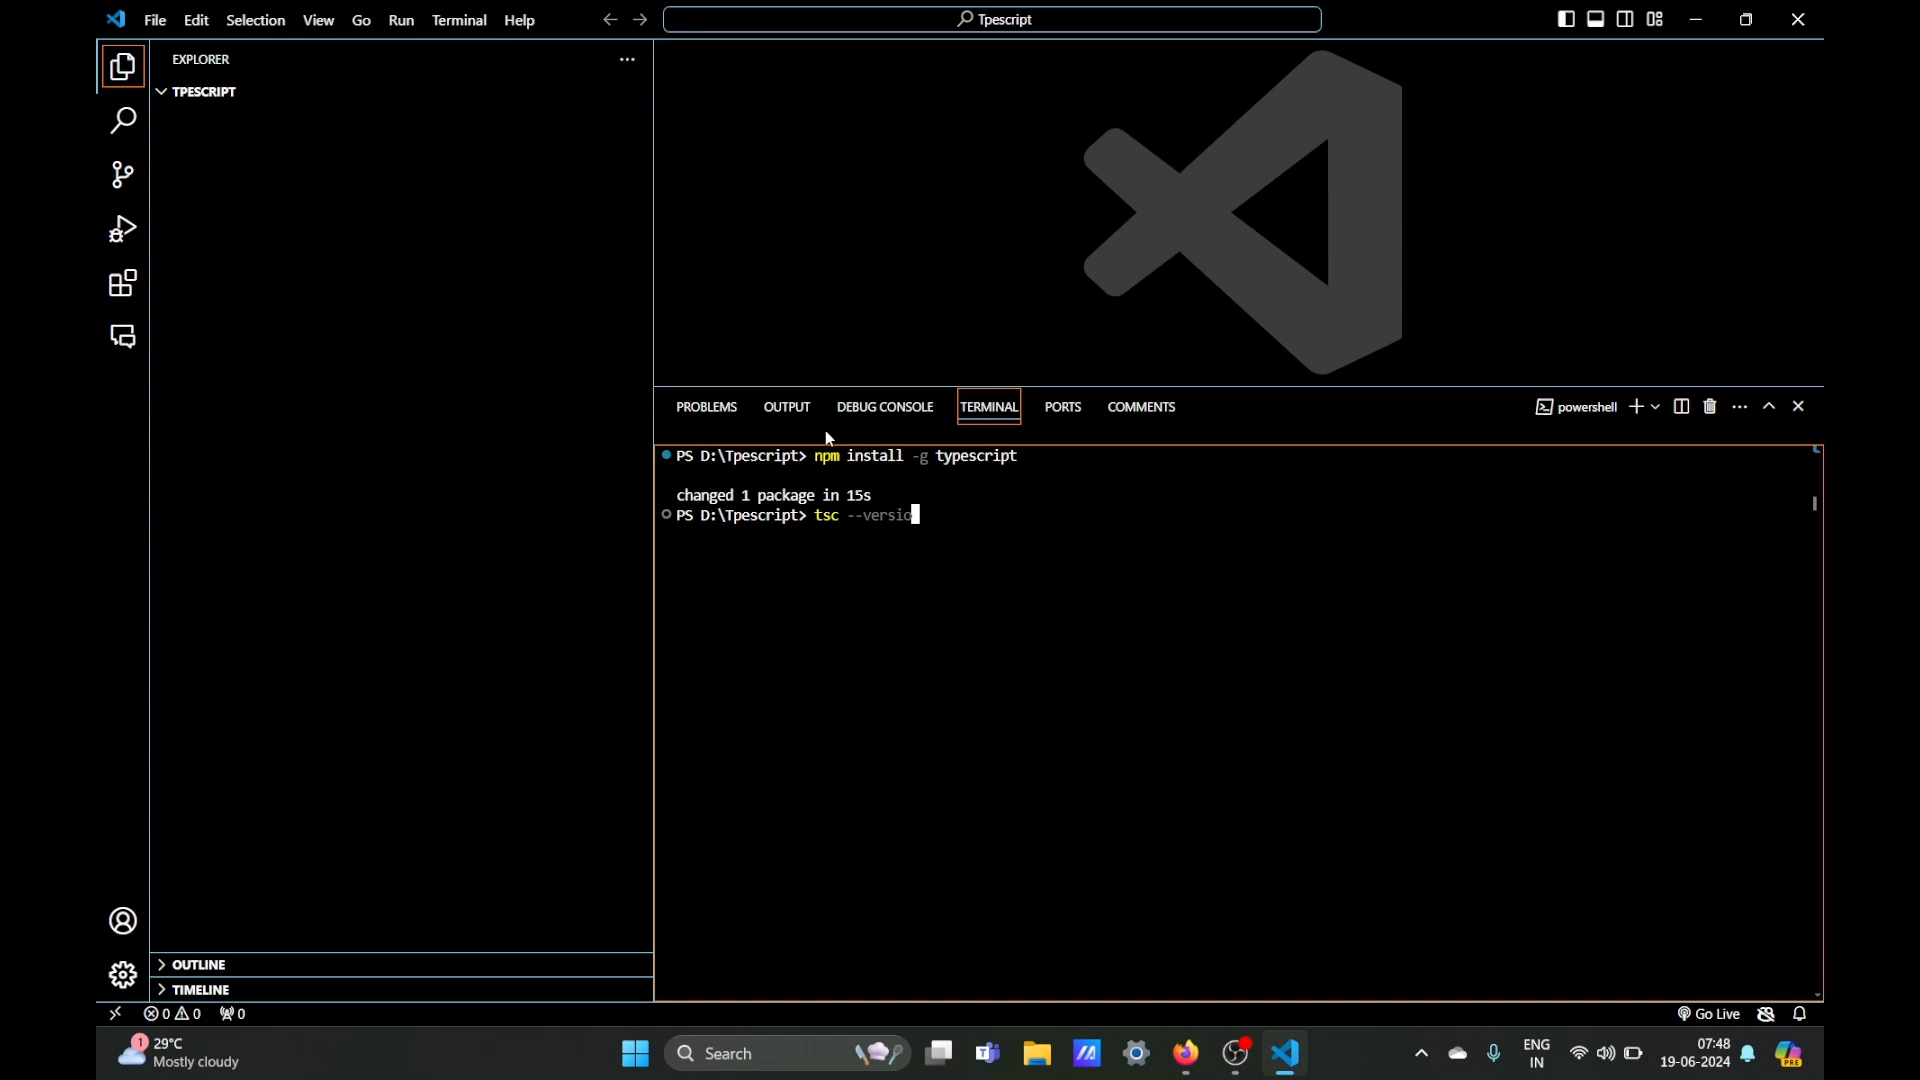 File Edit Selection View Go Run Terminal Help
Tpescript
EXPLORER
TPESCRIPT
PROBLEMS OUTPUT DEBUG CONSOLE TERMINAL PORTS COMMENTS
powershell
PS D:\Tpescript> npm install -g typescript
changed 1 package in 15s
PS D:\Tpescript> tsc --versio
OUTLINE
TIMELINE
0 0 0
Go Live
1
29°C
Mostly cloudy
Search
ENG
IN
07:48
19-06-2024
PRE